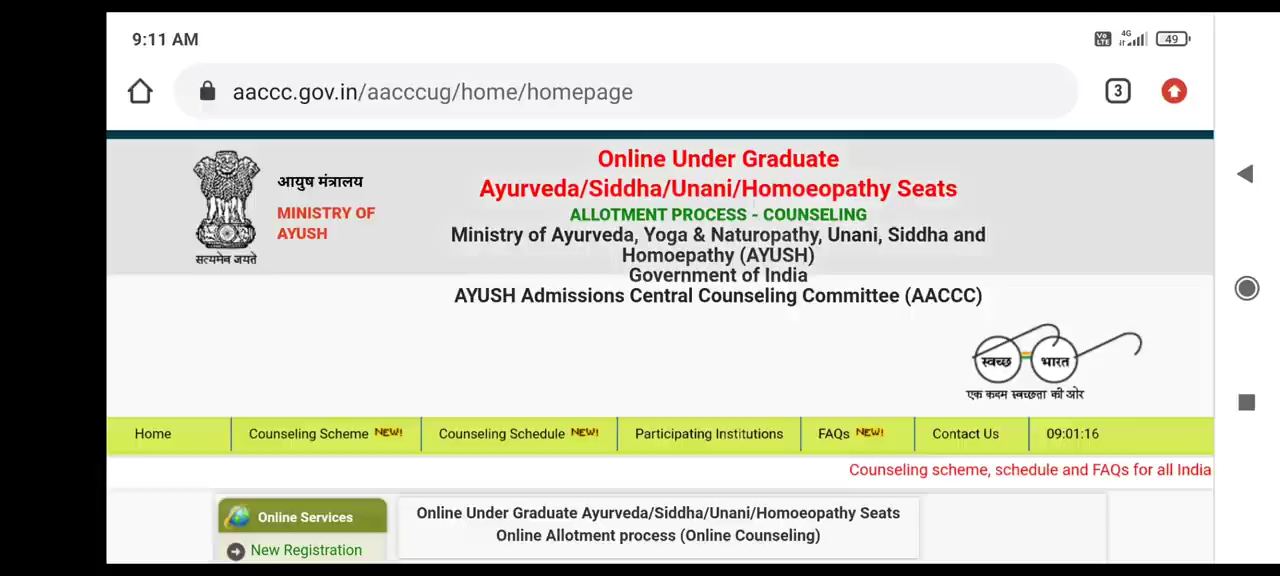 9:11 AM
Vo LTE 4G 49
aaccc.gov.in/aacccug/home/homepage
3
Online Under Graduate
Ayurveda/Siddha/Unani/Homoeopathy Seats
आयुष मंत्रालय
MINISTRY OF
AYUSH
सत्यमेव जयते
ALLOTMENT PROCESS - COUNSELING
Ministry of Ayurveda, Yoga & Naturopathy, Unani, Siddha and
Homoepathy (AYUSH)
Government of India
AYUSH Admissions Central Counseling Committee (AACCC)
स्वच्छ भारत
एक कदम स्वच्छता की ओर
Home Counseling Scheme NEW! Counseling Schedule NEW! Participating Institutions FAQs NEW! Contact Us 09:01:16
Counseling scheme, schedule and FAQs for all India
Online Services
New Registration
Online Under Graduate Ayurveda/Siddha/Unani/Homoeopathy Seats
Online Allotment process (Online Counseling)